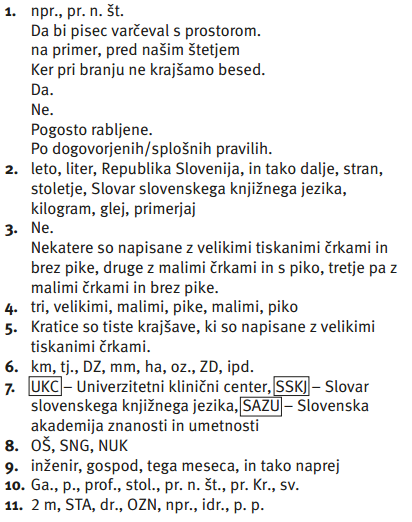 1. npr., pr. n. št.
Da bi pisec varčeval s prostorom.
na primer, pred našim štetjem
Ker pri branju ne krajšamo besed.
Da.
Ne.
Pogosto rabljene.
Po dogovorjenih/splošnih pravilih.
2. leto, liter, Republika Slovenija, in tako dalje, stran,
stoletje, Slovar slovenskega knjižnega jezika,
kilogram, glej, primerjaj
3. Ne.
Nekatere so napisane z velikimi tiskanimi črkami in
brez pike, druge z malimi črkami in s piko, tretje pa z
malimi črkami in brez pike.
4. tri, velikimi, malimi, pike, malimi, piko
5. Kratice so tiste krajšave, ki so napisane z velikimi
tiskanimi črkami.
6. km, tj., DZ, mm, ha, oz., ZD, ipd.
7. UKC – Univerzitetni klinični center, SSKJ – Slovar
slovenskega knjižnega jezika, SAZU – Slovenska
akademija znanosti in umetnosti
8. OŠ, SNG, NUK
9. inženir, gospod, tega meseca, in tako naprej
10. Ga., p., prof., stol., pr. n. št., pr. Kr., sv.
11. 2 m, STA, dr., OZN, npr., idr., p. p.